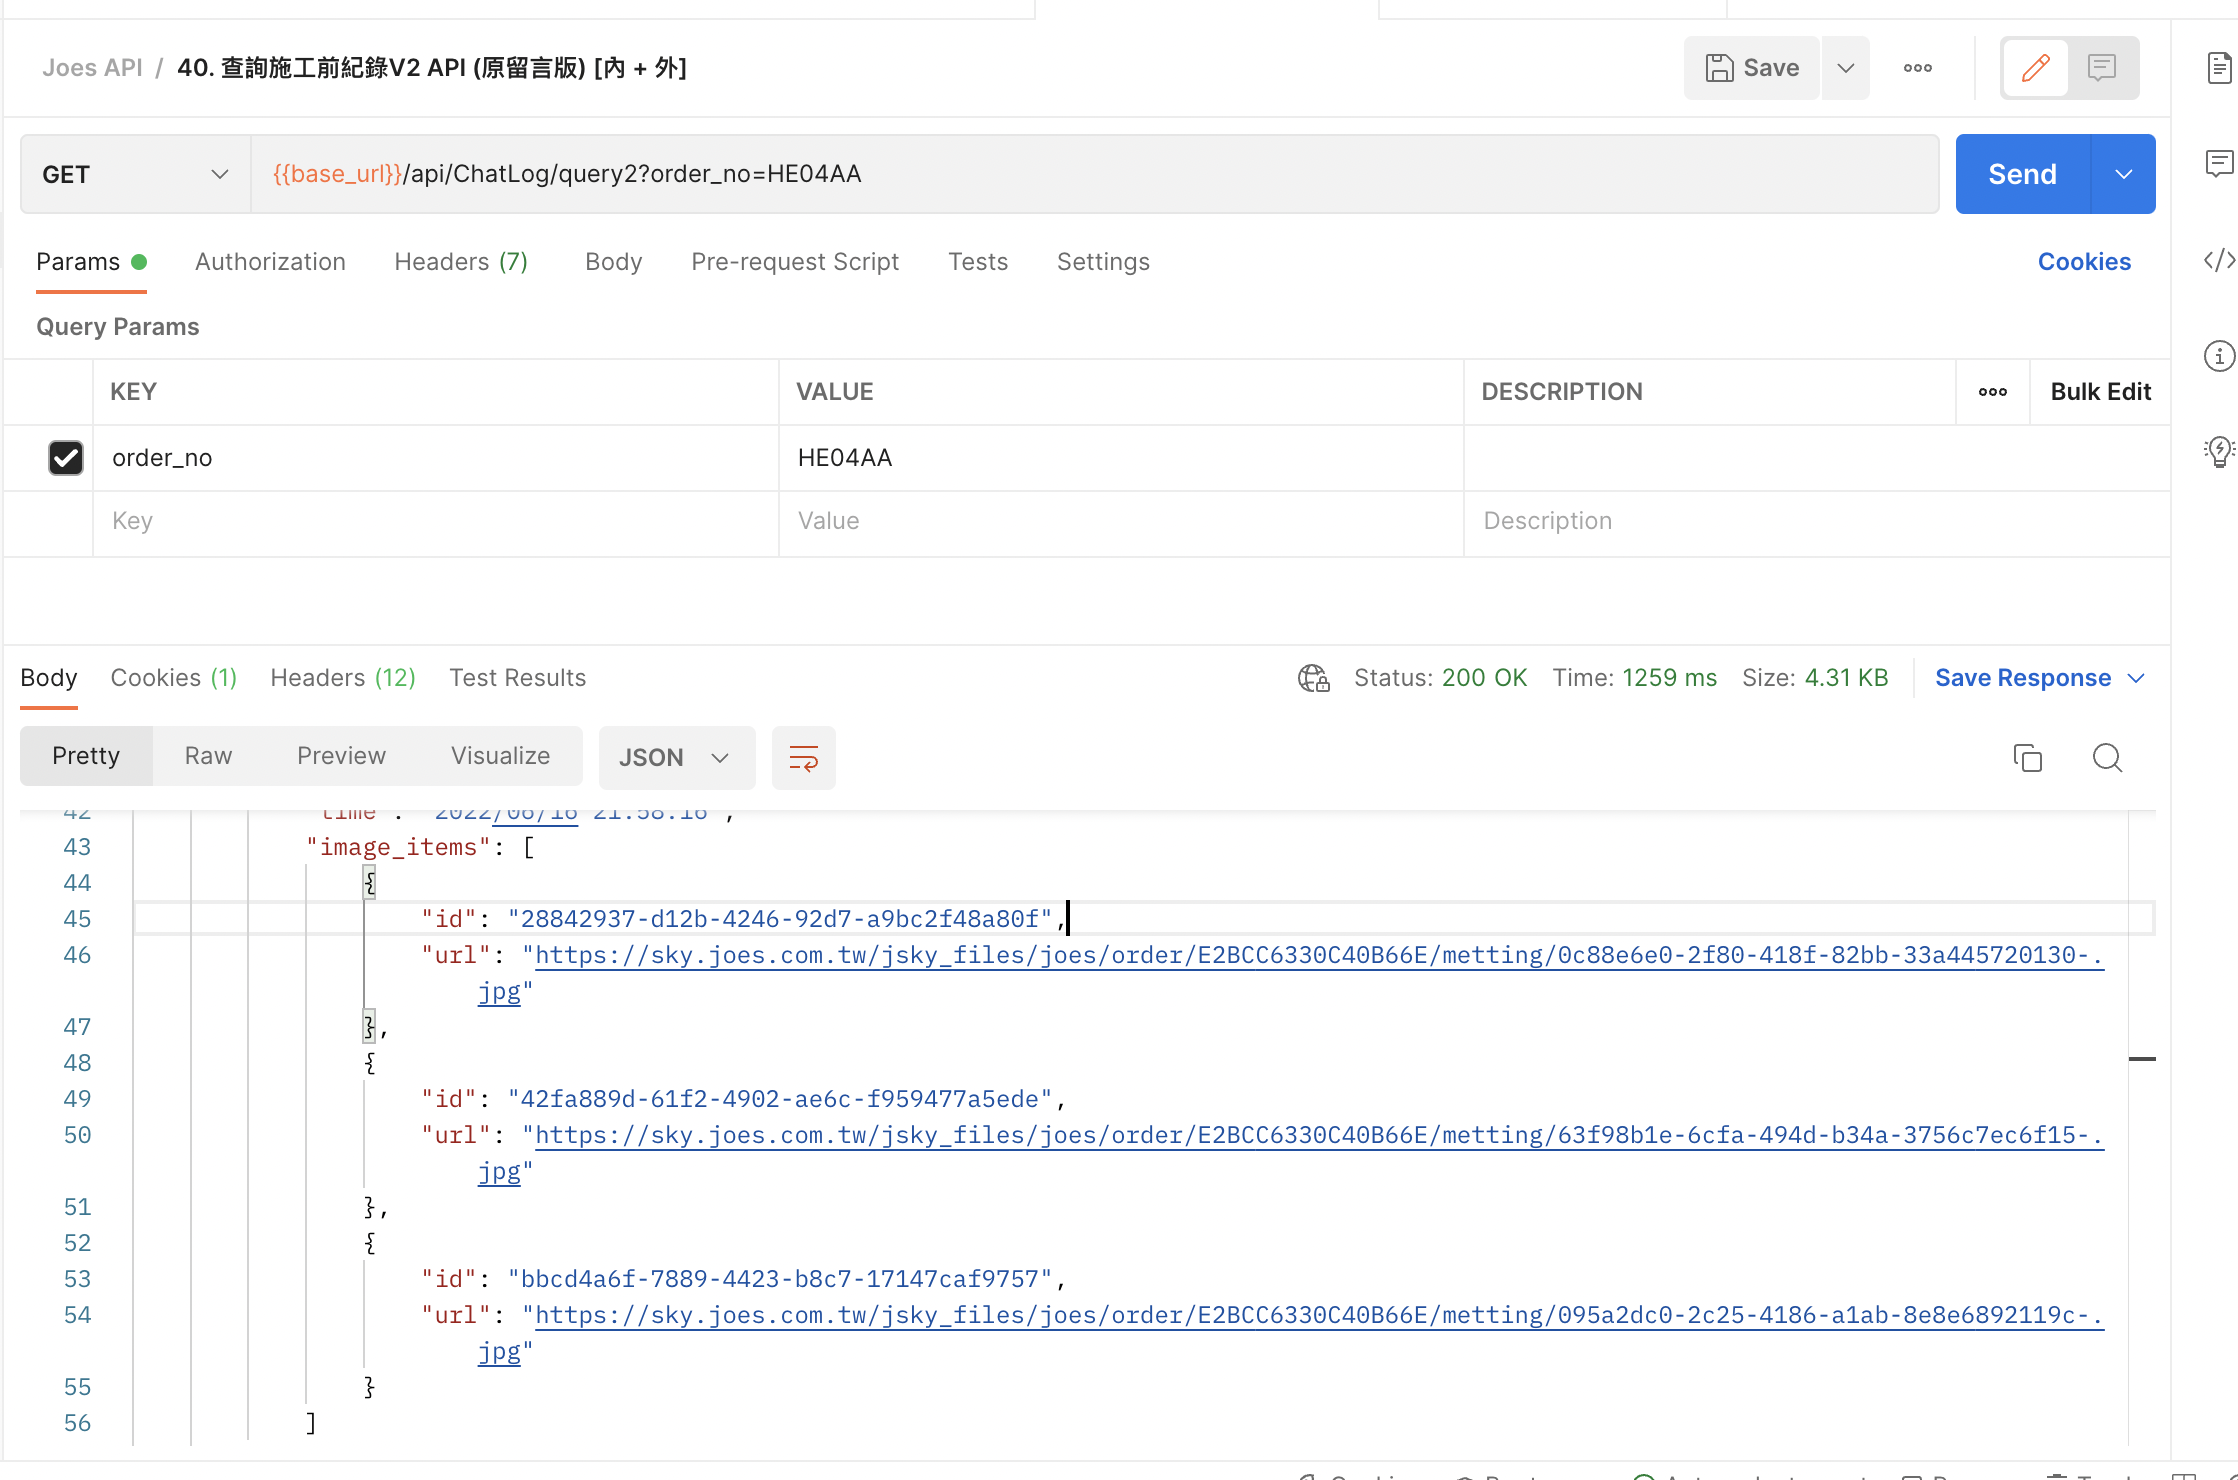 Joes API / 40. 查詢施工前紀錄V2 API (原留言版) [內 + 外]
Save
GET
{{base_url}}/api/ChatLog/query2?order_no=HE04AA
Send
Params Authorization Headers (7) Body Pre-request Script Tests Settings Cookies
Query Params
KEY VALUE DESCRIPTION Bulk Edit
order_no HE04AA
Key Value Description
Body Cookies (1) Headers (12) Test Results Status: 200 OK Time: 1259 ms Size: 4.31 KB Save Response
Pretty Raw Preview Visualize JSON
42 "time": "2022/06/16 21:58:16",
43 "image_items": [
44 {
45 "id": "28842937-d12b-4246-92d7-a9bc2f48a80f",
46 "url": "https://sky.joes.com.tw/jsky_files/joes/order/E2BCC6330C40B66E/metting/0c88e6e0-2f80-418f-82bb-33a445720130-.
jpg"
47 },
48 {
49 "id": "42fa889d-61f2-4902-ae6c-f959477a5ede",
50 "url": "https://sky.joes.com.tw/jsky_files/joes/order/E2BCC6330C40B66E/metting/63f98b1e-6cfa-494d-b34a-3756c7ec6f15-.
jpg"
51 },
52 {
53 "id": "bbcd4a6f-7889-4423-b8c7-17147caf9757",
54 "url": "https://sky.joes.com.tw/jsky_files/joes/order/E2BCC6330C40B66E/metting/095a2dc0-2c25-4186-a1ab-8e8e6892119c-.
jpg"
55 }
56 ]